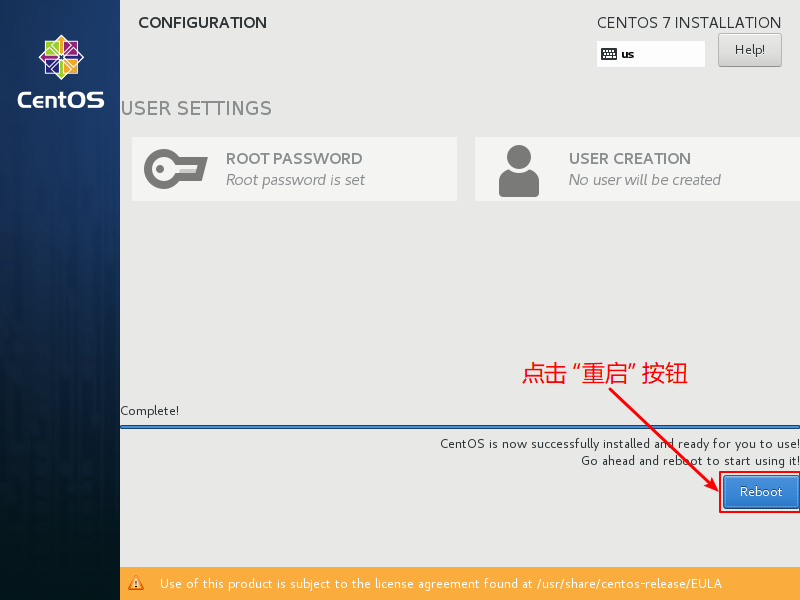 CONFIGURATION
CENTOS 7 INSTALLATION
us
Help!
CentOS
USER SETTINGS
ROOT PASSWORD
Root password is set
USER CREATION
No user will be created
点击 “重启” 按钮
Complete!
CentOS is now successfully installed and ready for you to use!
Go ahead and reboot to start using it!
Reboot
Use of this product is subject to the license agreement found at /usr/share/centos-release/EULA